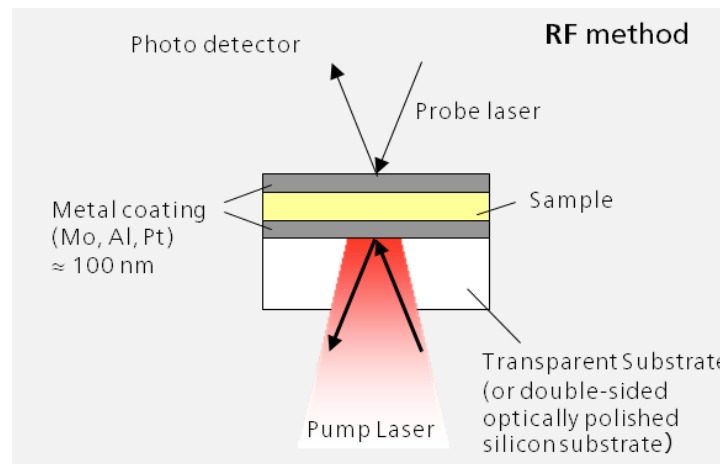 RF method
Photo detector
Probe laser
Metal coating
(Mo, Al, Pt)
≈ 100 nm
Sample
Transparent Substrate
(or double-sided
optically polished
silicon substrate)
Pump Laser